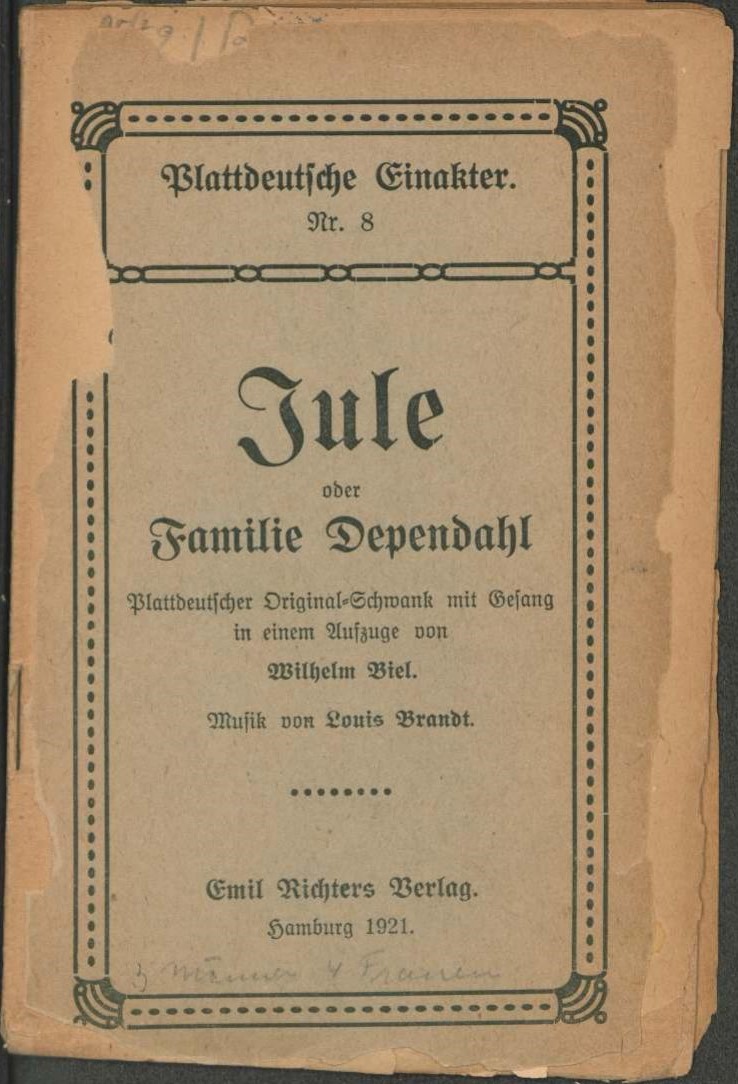 Plattdeutsche Einakter.
Nr. 8
Jule
oder
Familie Dependahl
Plattdeutscher Original-Schwank mit Gesang
in einem Aufzuge von
Wilhelm Biel.
Musik von Louis Brandt.
Emil Richters Verlag.
Hamburg 1921.
3 Männer 4 Frauen